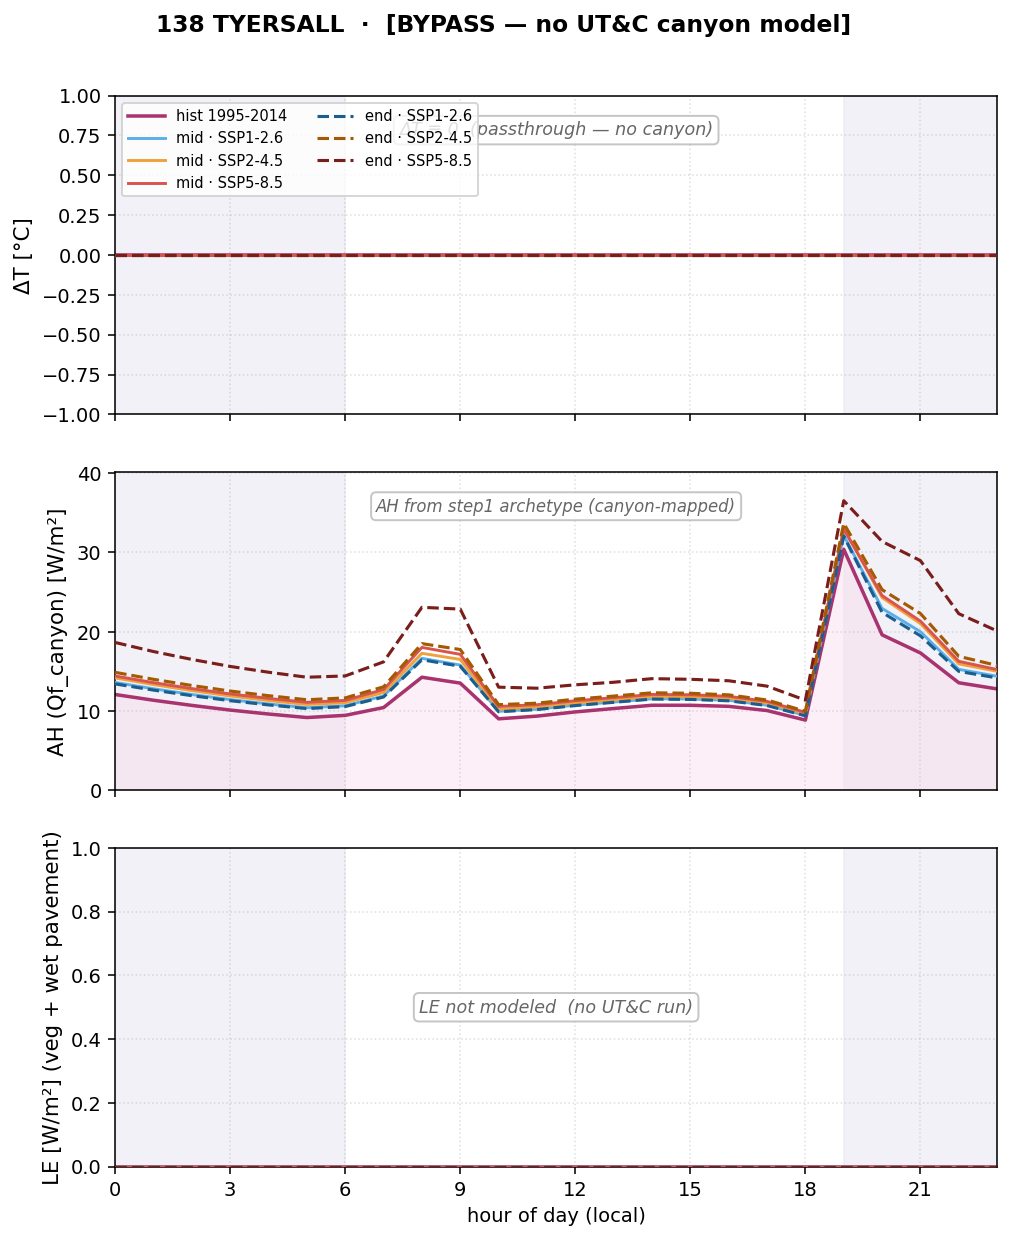 138 TYERSALL · [BYPASS — no UT&C canyon model]
hist 1995-2014
mid · SSP1-2.6
mid · SSP2-4.5
mid · SSP5-8.5
end · SSP1-2.6
end · SSP2-4.5
end · SSP5-8.5
(passthrough — no canyon)
1.00
0.75
0.50
0.25
0.00
−0.25
−0.50
−0.75
−1.00
ΔT [°C]
AH from step1 archetype (canyon-mapped)
40
30
20
10
0
AH (Qf_canyon) [W/m²]
LE not modeled (no UT&C run)
1.0
0.8
0.6
0.4
0.2
0.0
LE [W/m²] (veg + wet pavement)
0 3 6 9 12 15 18 21
hour of day (local)